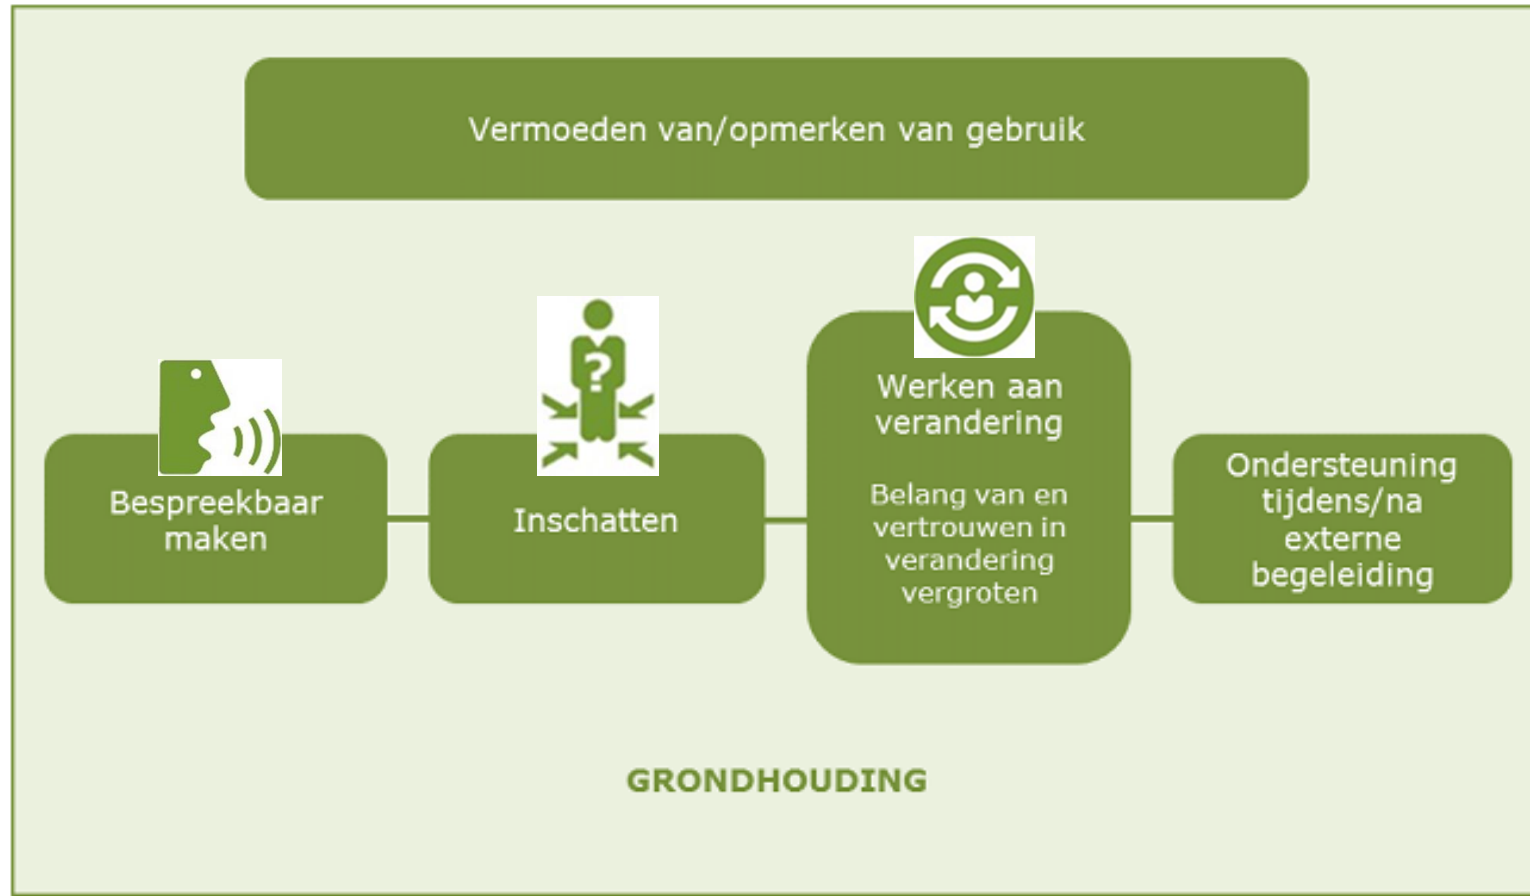 Vermoeden van/opmerken van gebruik
?
Bespreekbaar
maken
Inschatten
Werken aan
verandering
Belang van en
vertrouwen in
verandering
vergroten
Ondersteuning
tijdens/na
externe
begeleiding
GRONDHOUDING